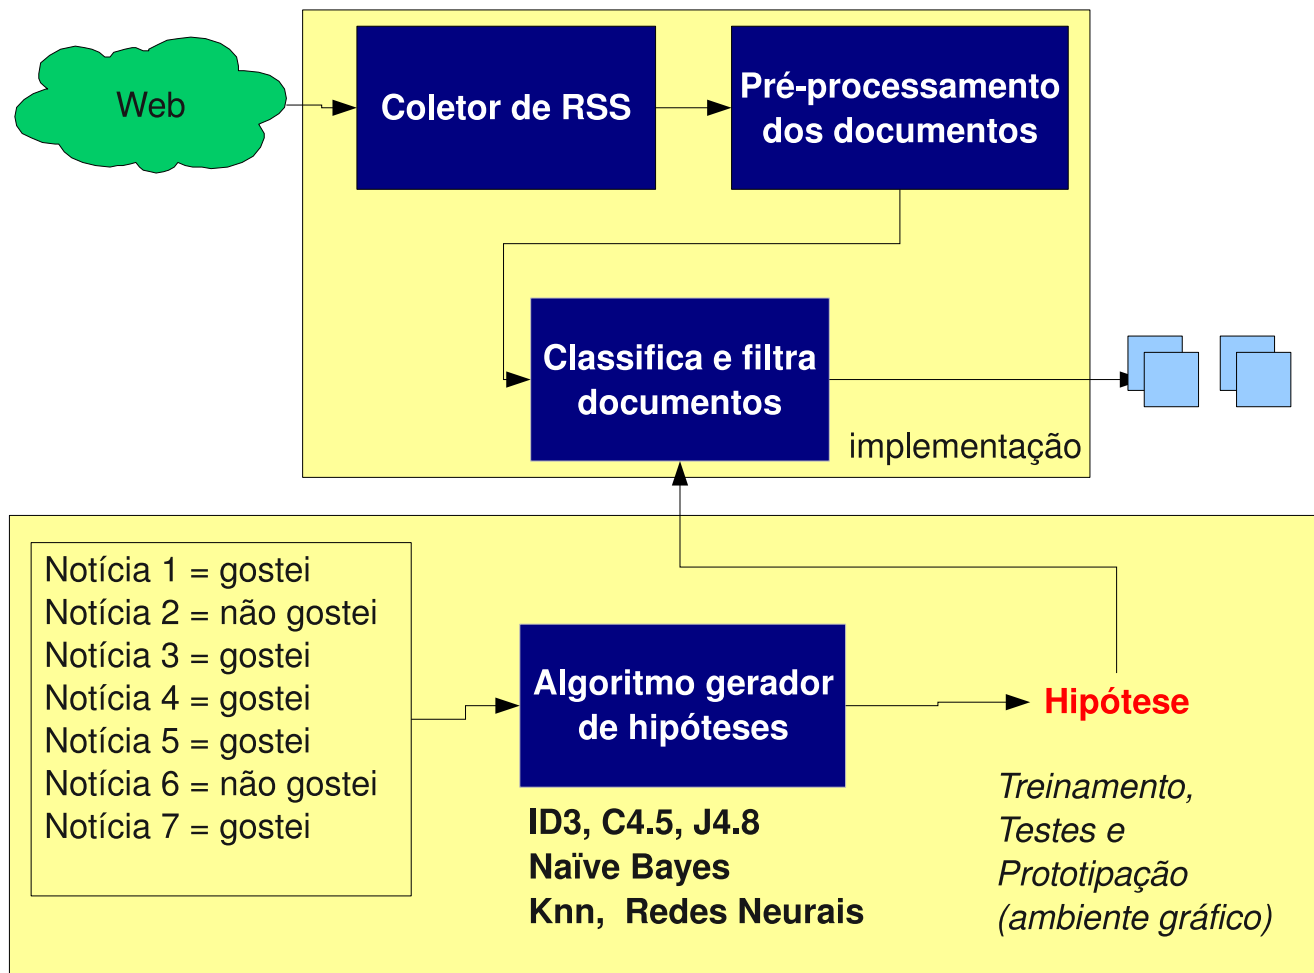 Web
Coletor de RSS
Pré-processamento
dos documentos
Classifica e filtra
documentos
implementação
Notícia 1 = gostei
Notícia 2 = não gostei
Notícia 3 = gostei
Notícia 4 = gostei
Notícia 5 = gostei
Notícia 6 = não gostei
Notícia 7 = gostei
Algoritmo gerador
de hipóteses
ID3, C4.5, J4.8
Naïve Bayes
Knn, Redes Neurais
Hipótese
Treinamento,
Testes e
Prototipação
(ambiente gráfico)